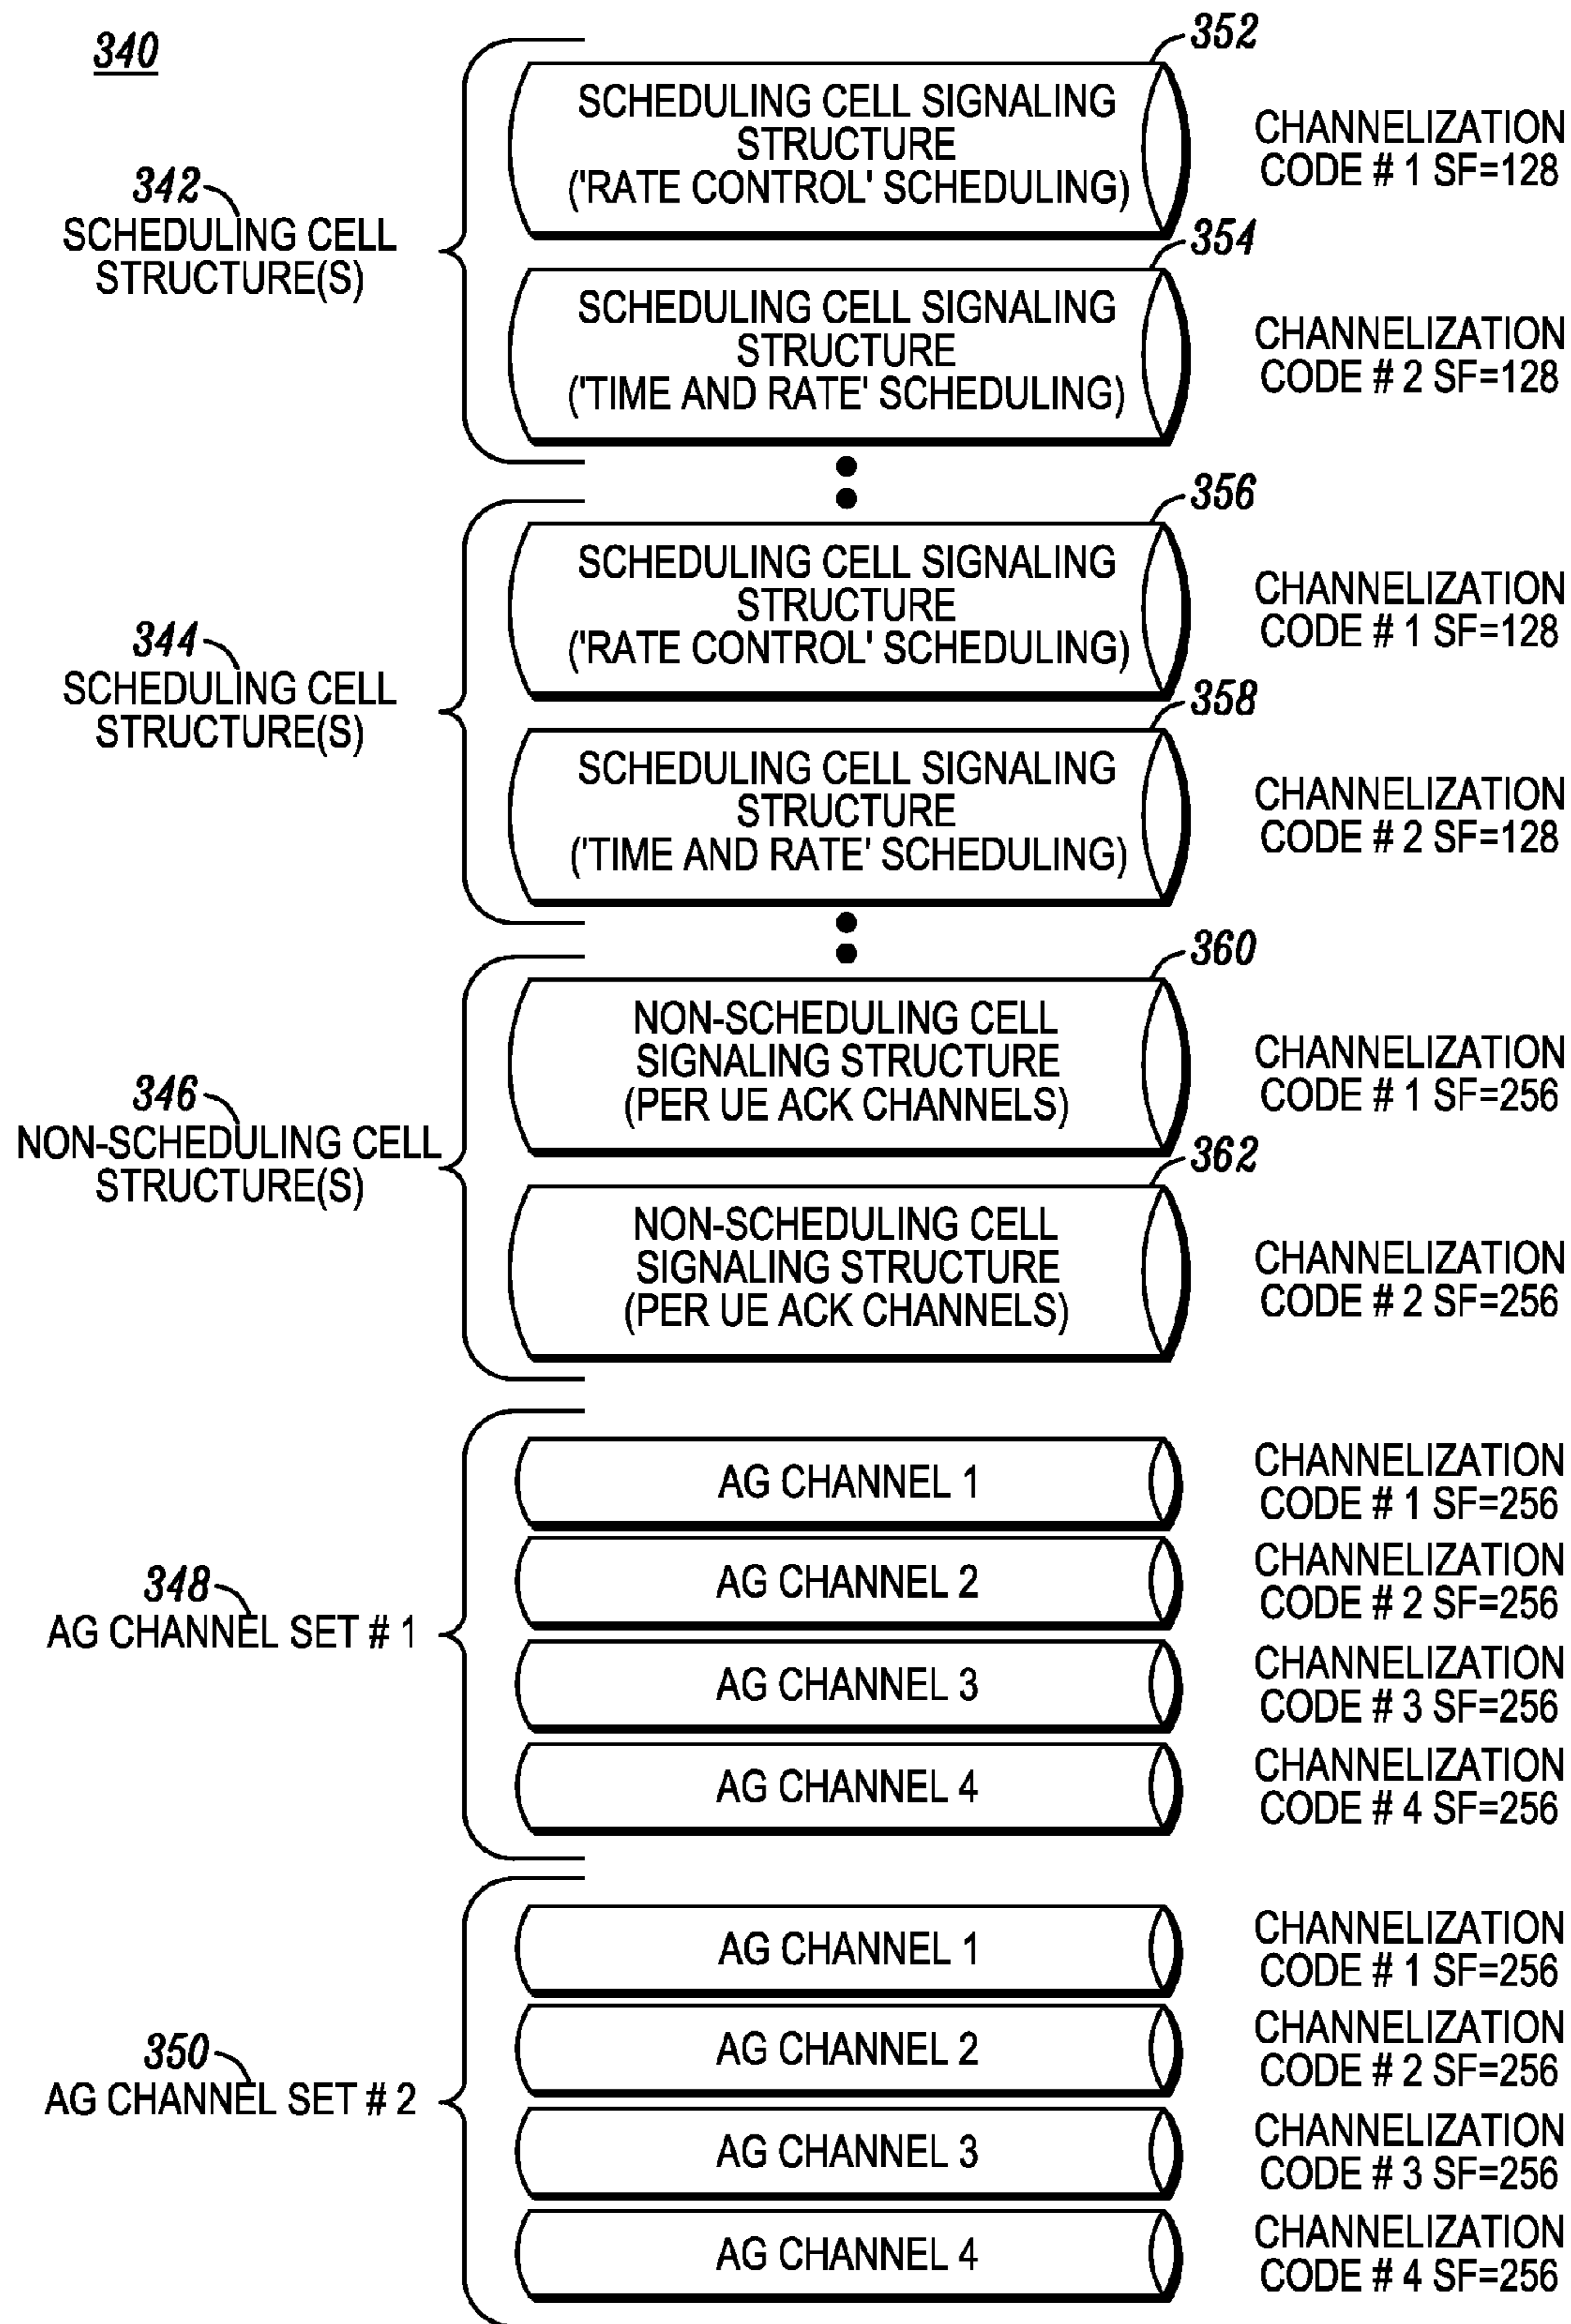 340
352
SCHEDULING CELL SIGNALING
STRUCTURE
('RATE CONTROL' SCHEDULING)
CHANNELIZATION
CODE # 1 SF=128
342
SCHEDULING CELL
STRUCTURE(S)
354
SCHEDULING CELL SIGNALING
STRUCTURE
('TIME AND RATE' SCHEDULING)
CHANNELIZATION
CODE # 2 SF=128
356
SCHEDULING CELL SIGNALING
STRUCTURE
('RATE CONTROL' SCHEDULING)
CHANNELIZATION
CODE # 1 SF=128
344
SCHEDULING CELL
STRUCTURE(S)
358
SCHEDULING CELL SIGNALING
STRUCTURE
('TIME AND RATE' SCHEDULING)
CHANNELIZATION
CODE # 2 SF=128
360
NON-SCHEDULING CELL
SIGNALING STRUCTURE
(PER UE ACK CHANNELS)
CHANNELIZATION
CODE # 1 SF=256
346
NON-SCHEDULING CELL
STRUCTURE(S)
362
NON-SCHEDULING CELL
SIGNALING STRUCTURE
(PER UE ACK CHANNELS)
CHANNELIZATION
CODE # 2 SF=256
AG CHANNEL 1
CHANNELIZATION
CODE # 1 SF=256
AG CHANNEL 2
CHANNELIZATION
CODE # 2 SF=256
348
AG CHANNEL SET # 1
AG CHANNEL 3
CHANNELIZATION
CODE # 3 SF=256
AG CHANNEL 4
CHANNELIZATION
CODE # 4 SF=256
AG CHANNEL 1
CHANNELIZATION
CODE # 1 SF=256
AG CHANNEL 2
CHANNELIZATION
CODE # 2 SF=256
350
AG CHANNEL SET # 2
AG CHANNEL 3
CHANNELIZATION
CODE # 3 SF=256
AG CHANNEL 4
CHANNELIZATION
CODE # 4 SF=256